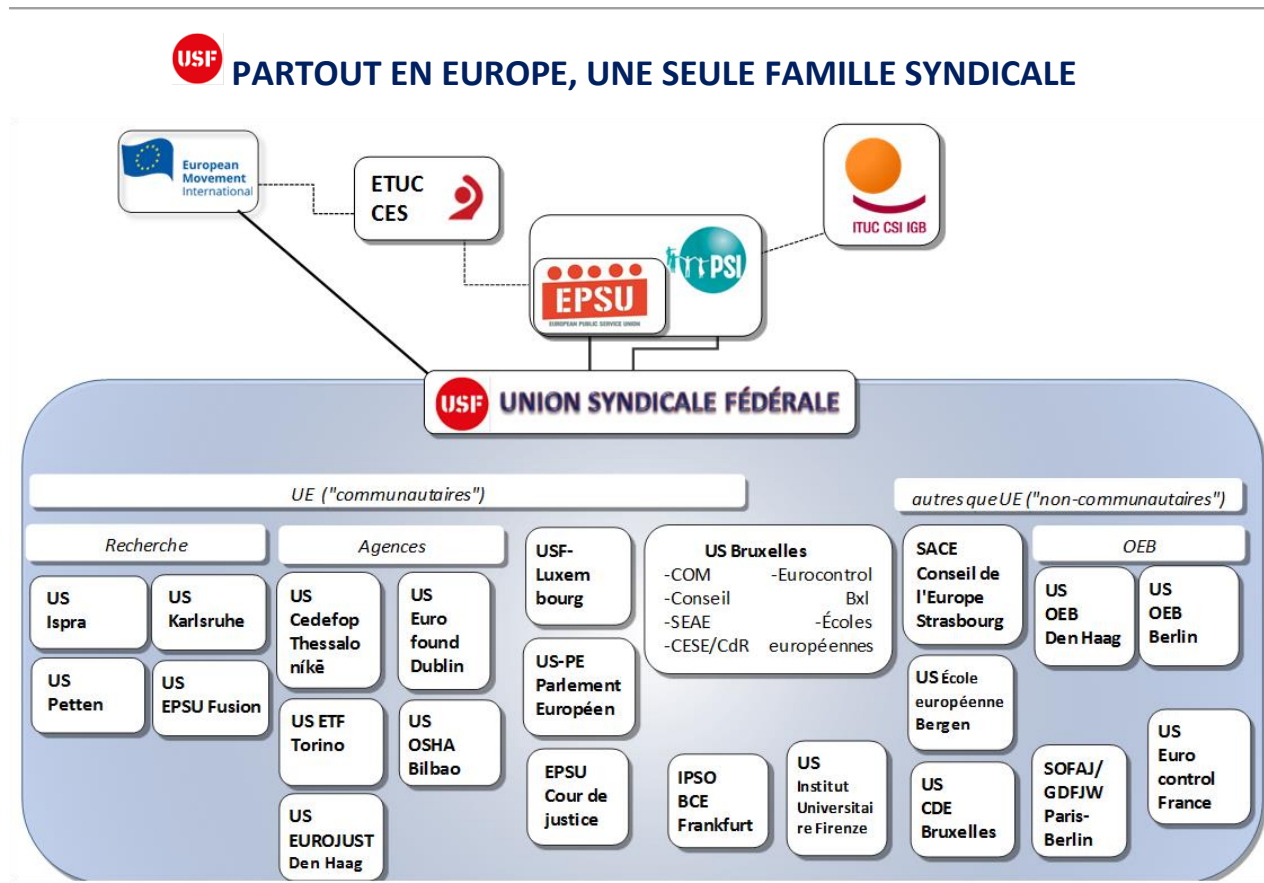 USF PARTOUT EN EUROPE, UNE SEULE FAMILLE SYNDICALE
European
Movement
International
ETUC
CES
ITUC CSI IGB
PSI
EPSU
EUROPEAN PUBLIC SERVICE UNION
USF UNION SYNDICALE FÉDÉRALE
UE ("communautaires")
autres que UE ("non-communautaires")
Recherche
Agences
OEB
US
Ispra
US
Karlsruhe
US
Petten
US
EPSU Fusion
US
Cedefop
Thessalo
níkē
US
Euro
found
Dublin
US ETF
Torino
US
OSHA
Bilbao
US
EUROJUST
Den Haag
USF-
Luxem
bourg
US-PE
Parlement
Européen
EPSU
Cour de
justice
US Bruxelles
-COM -Eurocontrol
-Conseil Bxl
-SEAE -Écoles
-CESE/CdR européennes
IPSO
BCE
Frankfurt
US
Institut
Universitai
re Firenze
SACE
Conseil de
l'Europe
Strasbourg
US École
européenne
Bergen
US
CDE
Bruxelles
US
OEB
Den Haag
US
OEB
Berlin
SOFAJ/
GDFJW
Paris-
Berlin
US
Euro
control
France